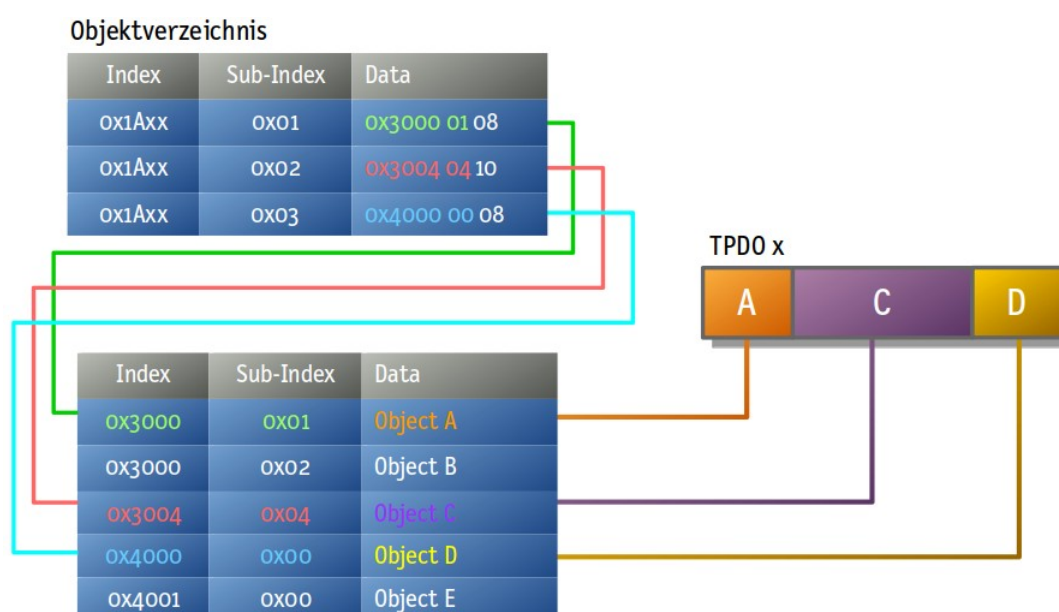 Objektverzeichnis
Index Sub-Index Data
0x1Axx 0x01 0x3000 01 08
0x1Axx 0x02 0x3004 04 10
0x1Axx 0x03 0x4000 00 08
TPDO x
A C D
Index Sub-Index Data
0x3000 0x01 Object A
0x3000 0x02 Object B
0x3004 0x04 Object C
0x4000 0x00 Object D
0x4001 0x00 Object E